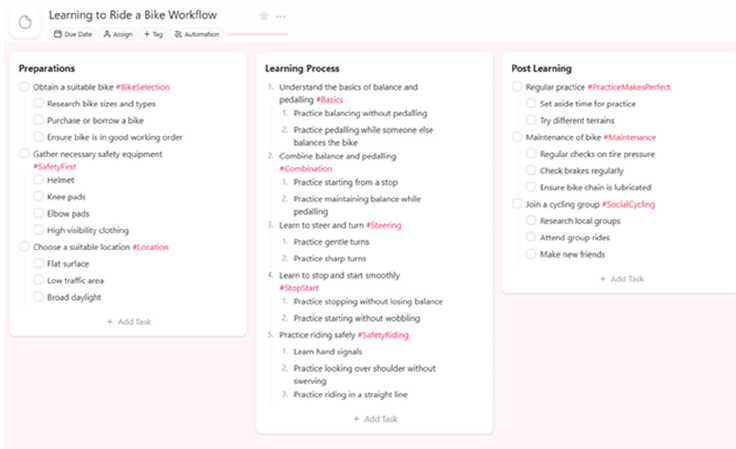 Learning to Ride a Bike Workflow
Due Date Assign + Tag Automation
Preparations
Obtain a suitable bike #BikeSelection
Research bike sizes and types
Purchase or borrow a bike
Ensure bike is in good working order
Gather necessary safety equipment
#SafetyFirst
Helmet
Knee pads
Elbow pads
High visibility clothing
Choose a suitable location #Location
Flat surface
Low traffic area
Broad daylight
+ Add Task
Learning Process
1. Understand the basics of balance and
pedalling #Basics
1. Practice balancing without pedalling
2. Practice pedalling while someone else
balances the bike
2. Combine balance and pedalling
#Combination
1. Practice starting from a stop
2. Practice maintaining balance while
pedalling
3. Learn to steer and turn #Steering
1. Practice gentle turns
2. Practice sharp turns
4. Learn to stop and start smoothly
#StopStart
1. Practice stopping without losing balance
2. Practice starting without wobbling
5. Practice riding safely #SafetyRiding
1. Learn hand signals
2. Practice looking over shoulder without
swerving
3. Practice riding in a straight line
+ Add Task
Post Learning
Regular practice #PracticeMakesPerfect
Set aside time for practice
Try different terrains
Maintenance of bike #Maintenance
Regular checks on tire pressure
Check brakes regularly
Ensure bike chain is lubricated
Join a cycling group #SocialCycling
Research local groups
Attend group rides
Make new friends
+ Add Task